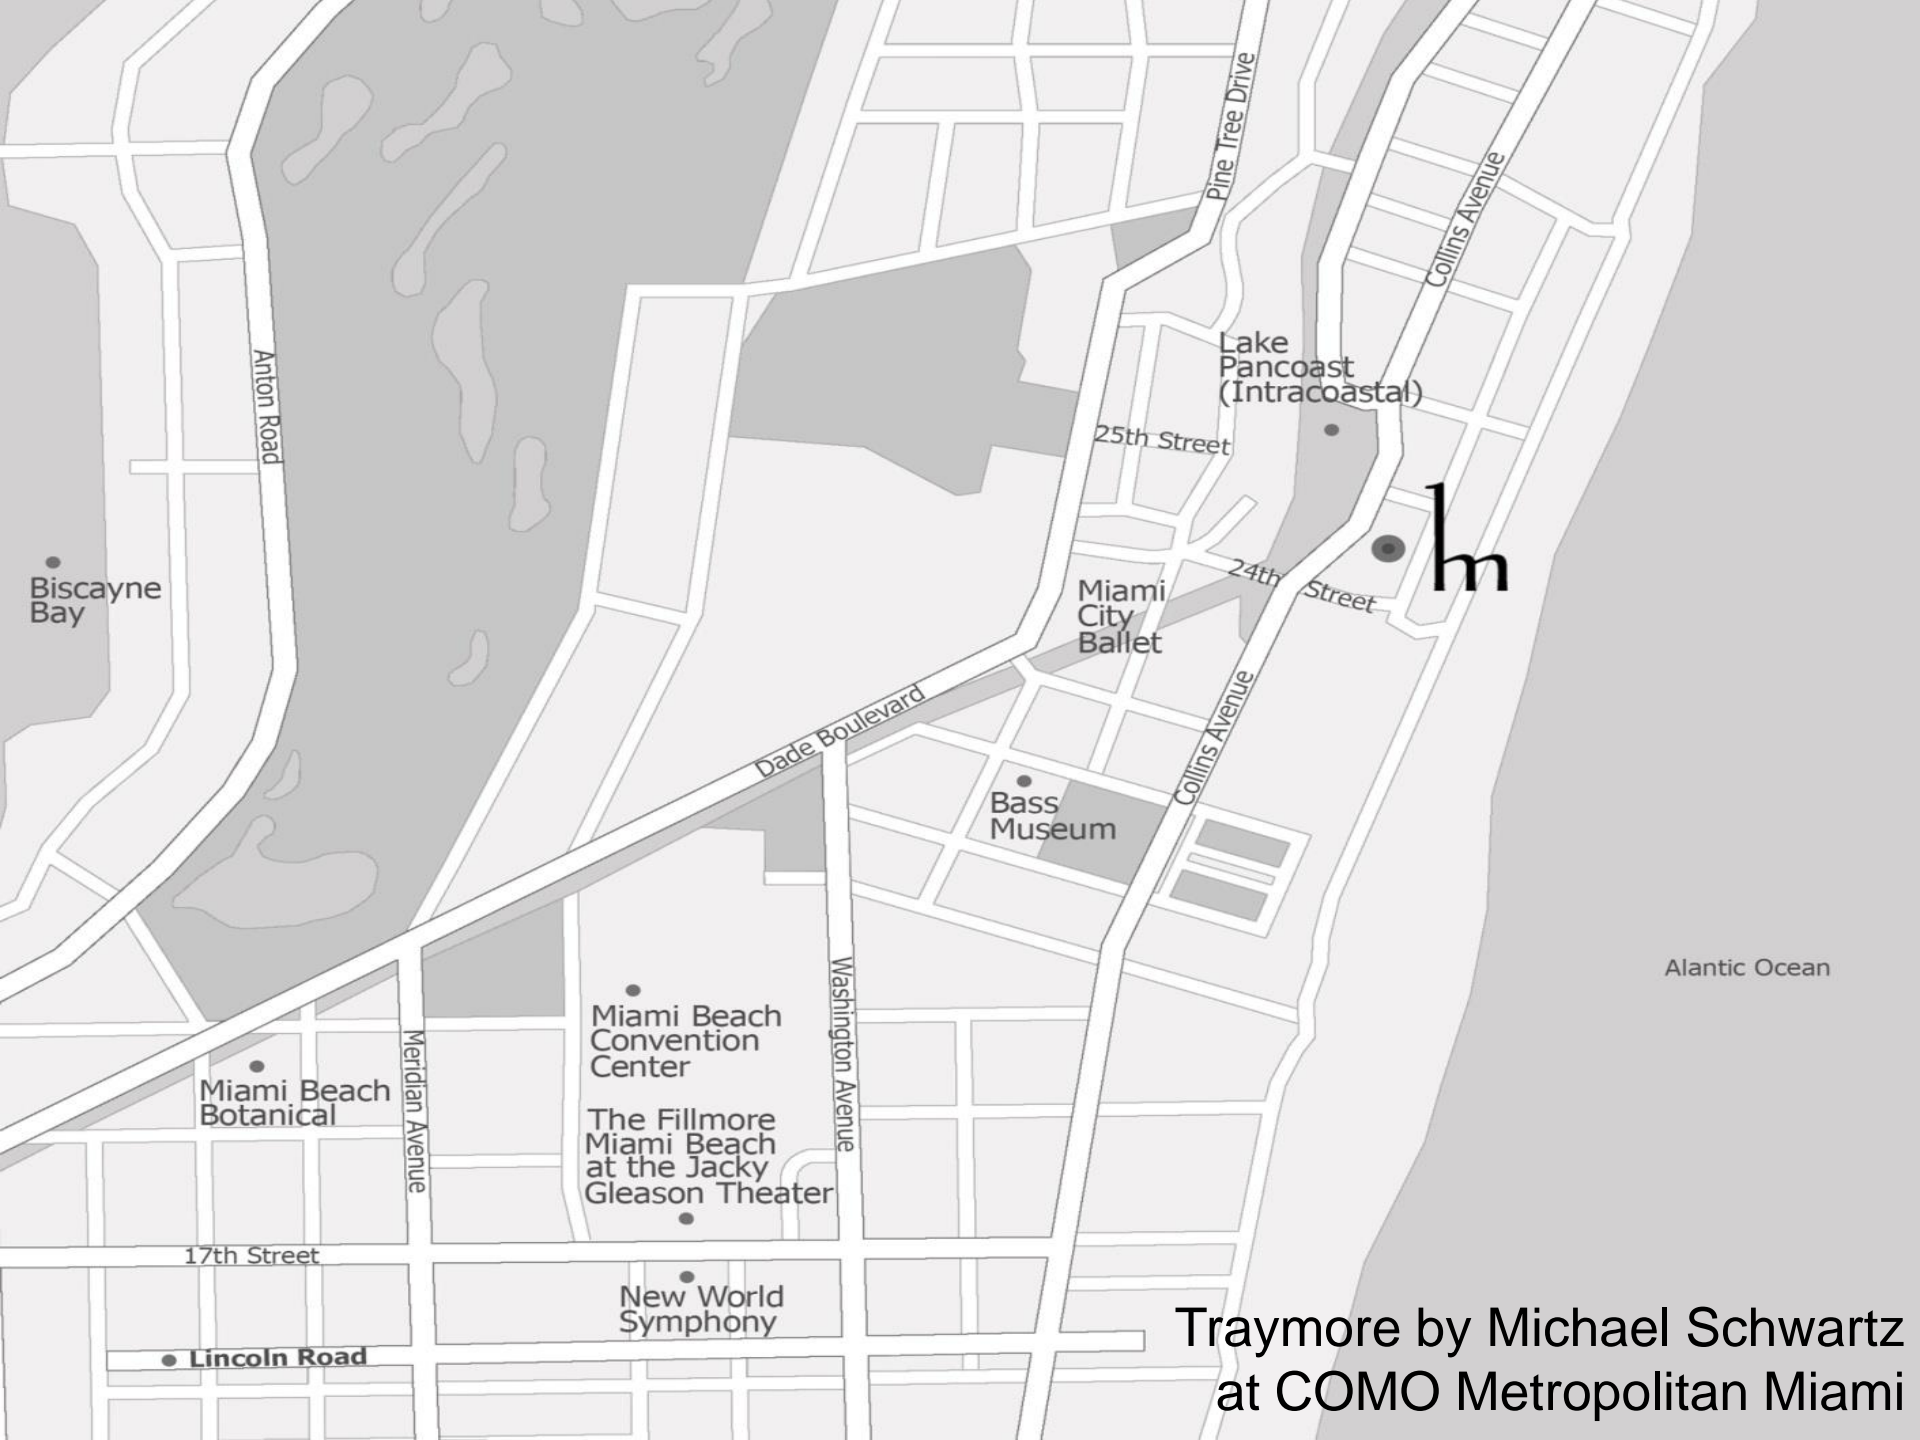 Pine Tree Drive
Collins Avenue
Lake
Pancoast
(Intracoastal)
Anton Road
25th Street
hm
24th Street
Biscayne
Bay
Miami
City
Ballet
Dade Boulevard
Collins Avenue
Bass
Museum
Alantic Ocean
Washington Avenue
Miami Beach
Convention
Center
Meridian Avenue
Miami Beach
Botanical
The Fillmore
Miami Beach
at the Jacky
Gleason Theater
17th Street
New World
Symphony
Lincoln Road
Traymore by Michael Schwartz
at COMO Metropolitan Miami